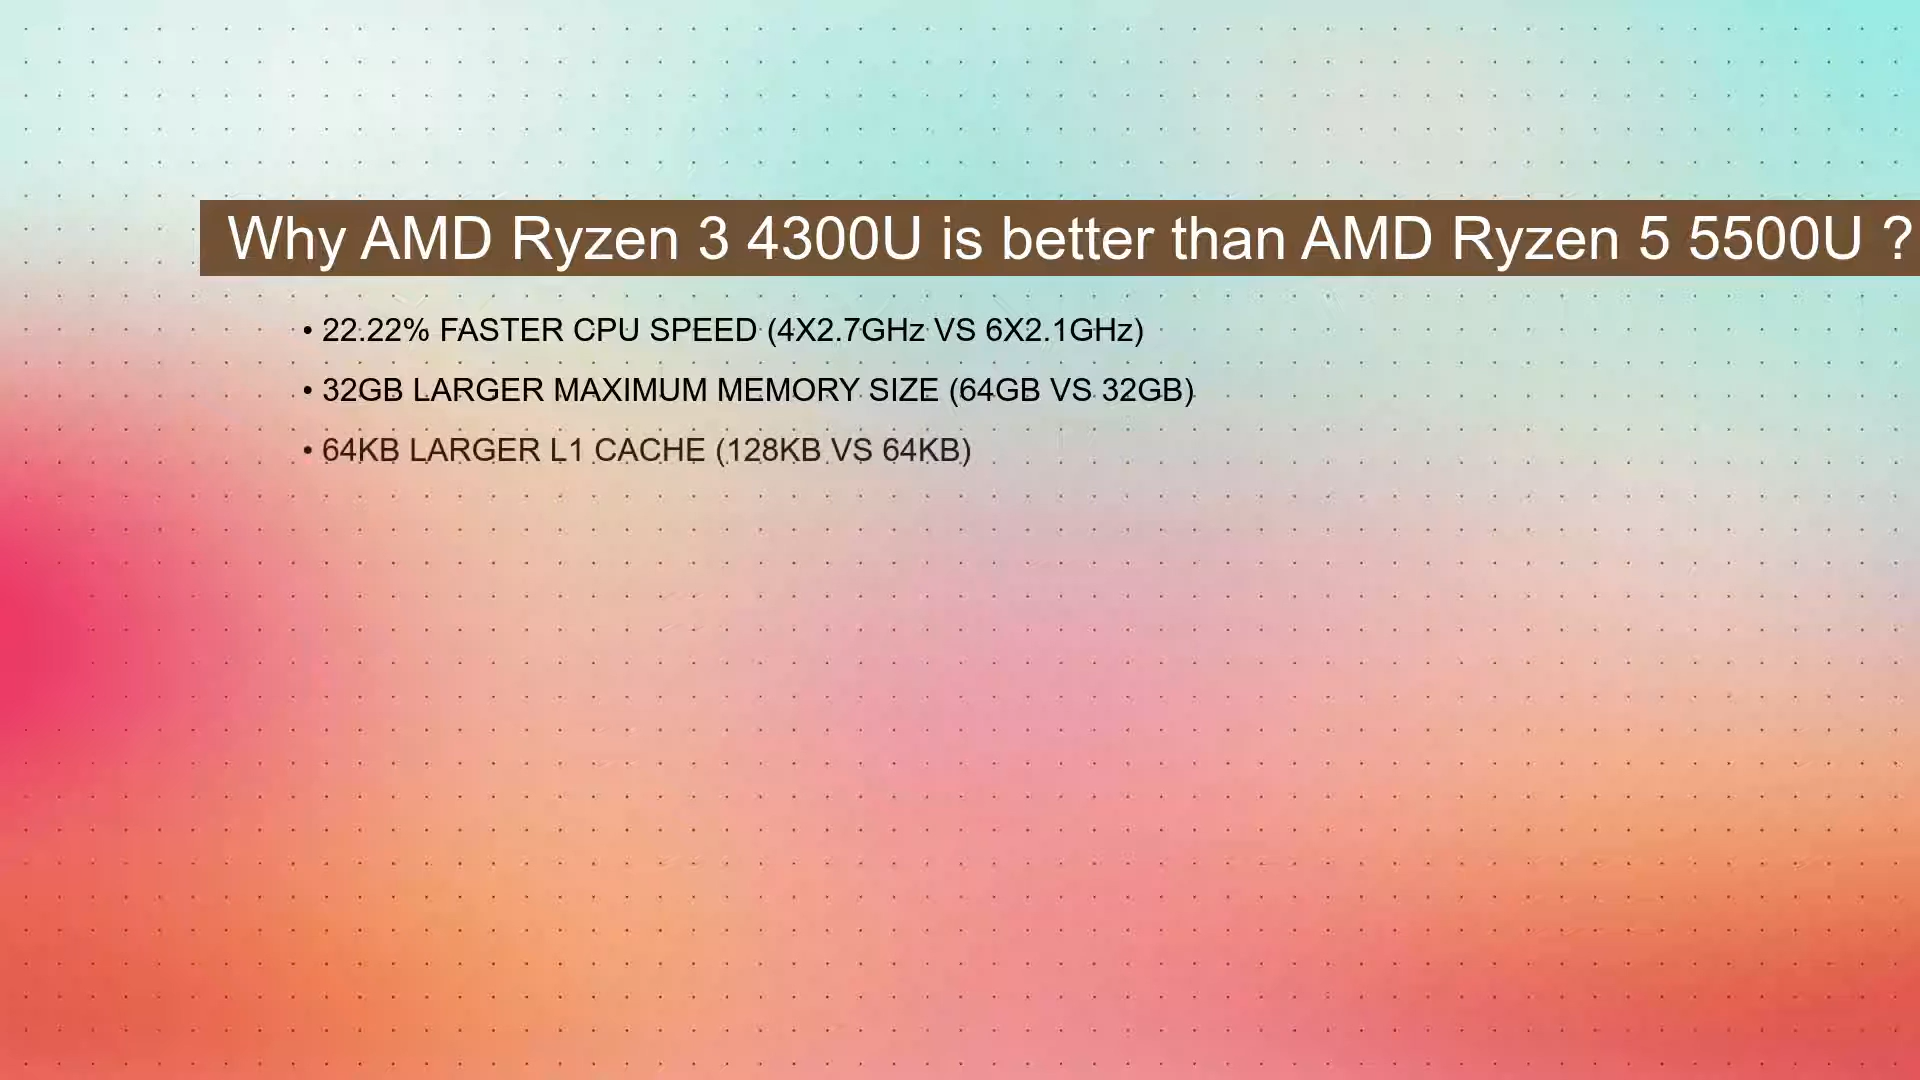 Why AMD Ryzen 3 4300U is better than AMD Ryzen 5 5500U ?
• 22.22% FASTER CPU SPEED (4X2.7GHz VS 6X2.1GHz)
• 32GB LARGER MAXIMUM MEMORY SIZE (64GB VS 32GB)
• 64KB LARGER L1 CACHE (128KB VS 64KB)